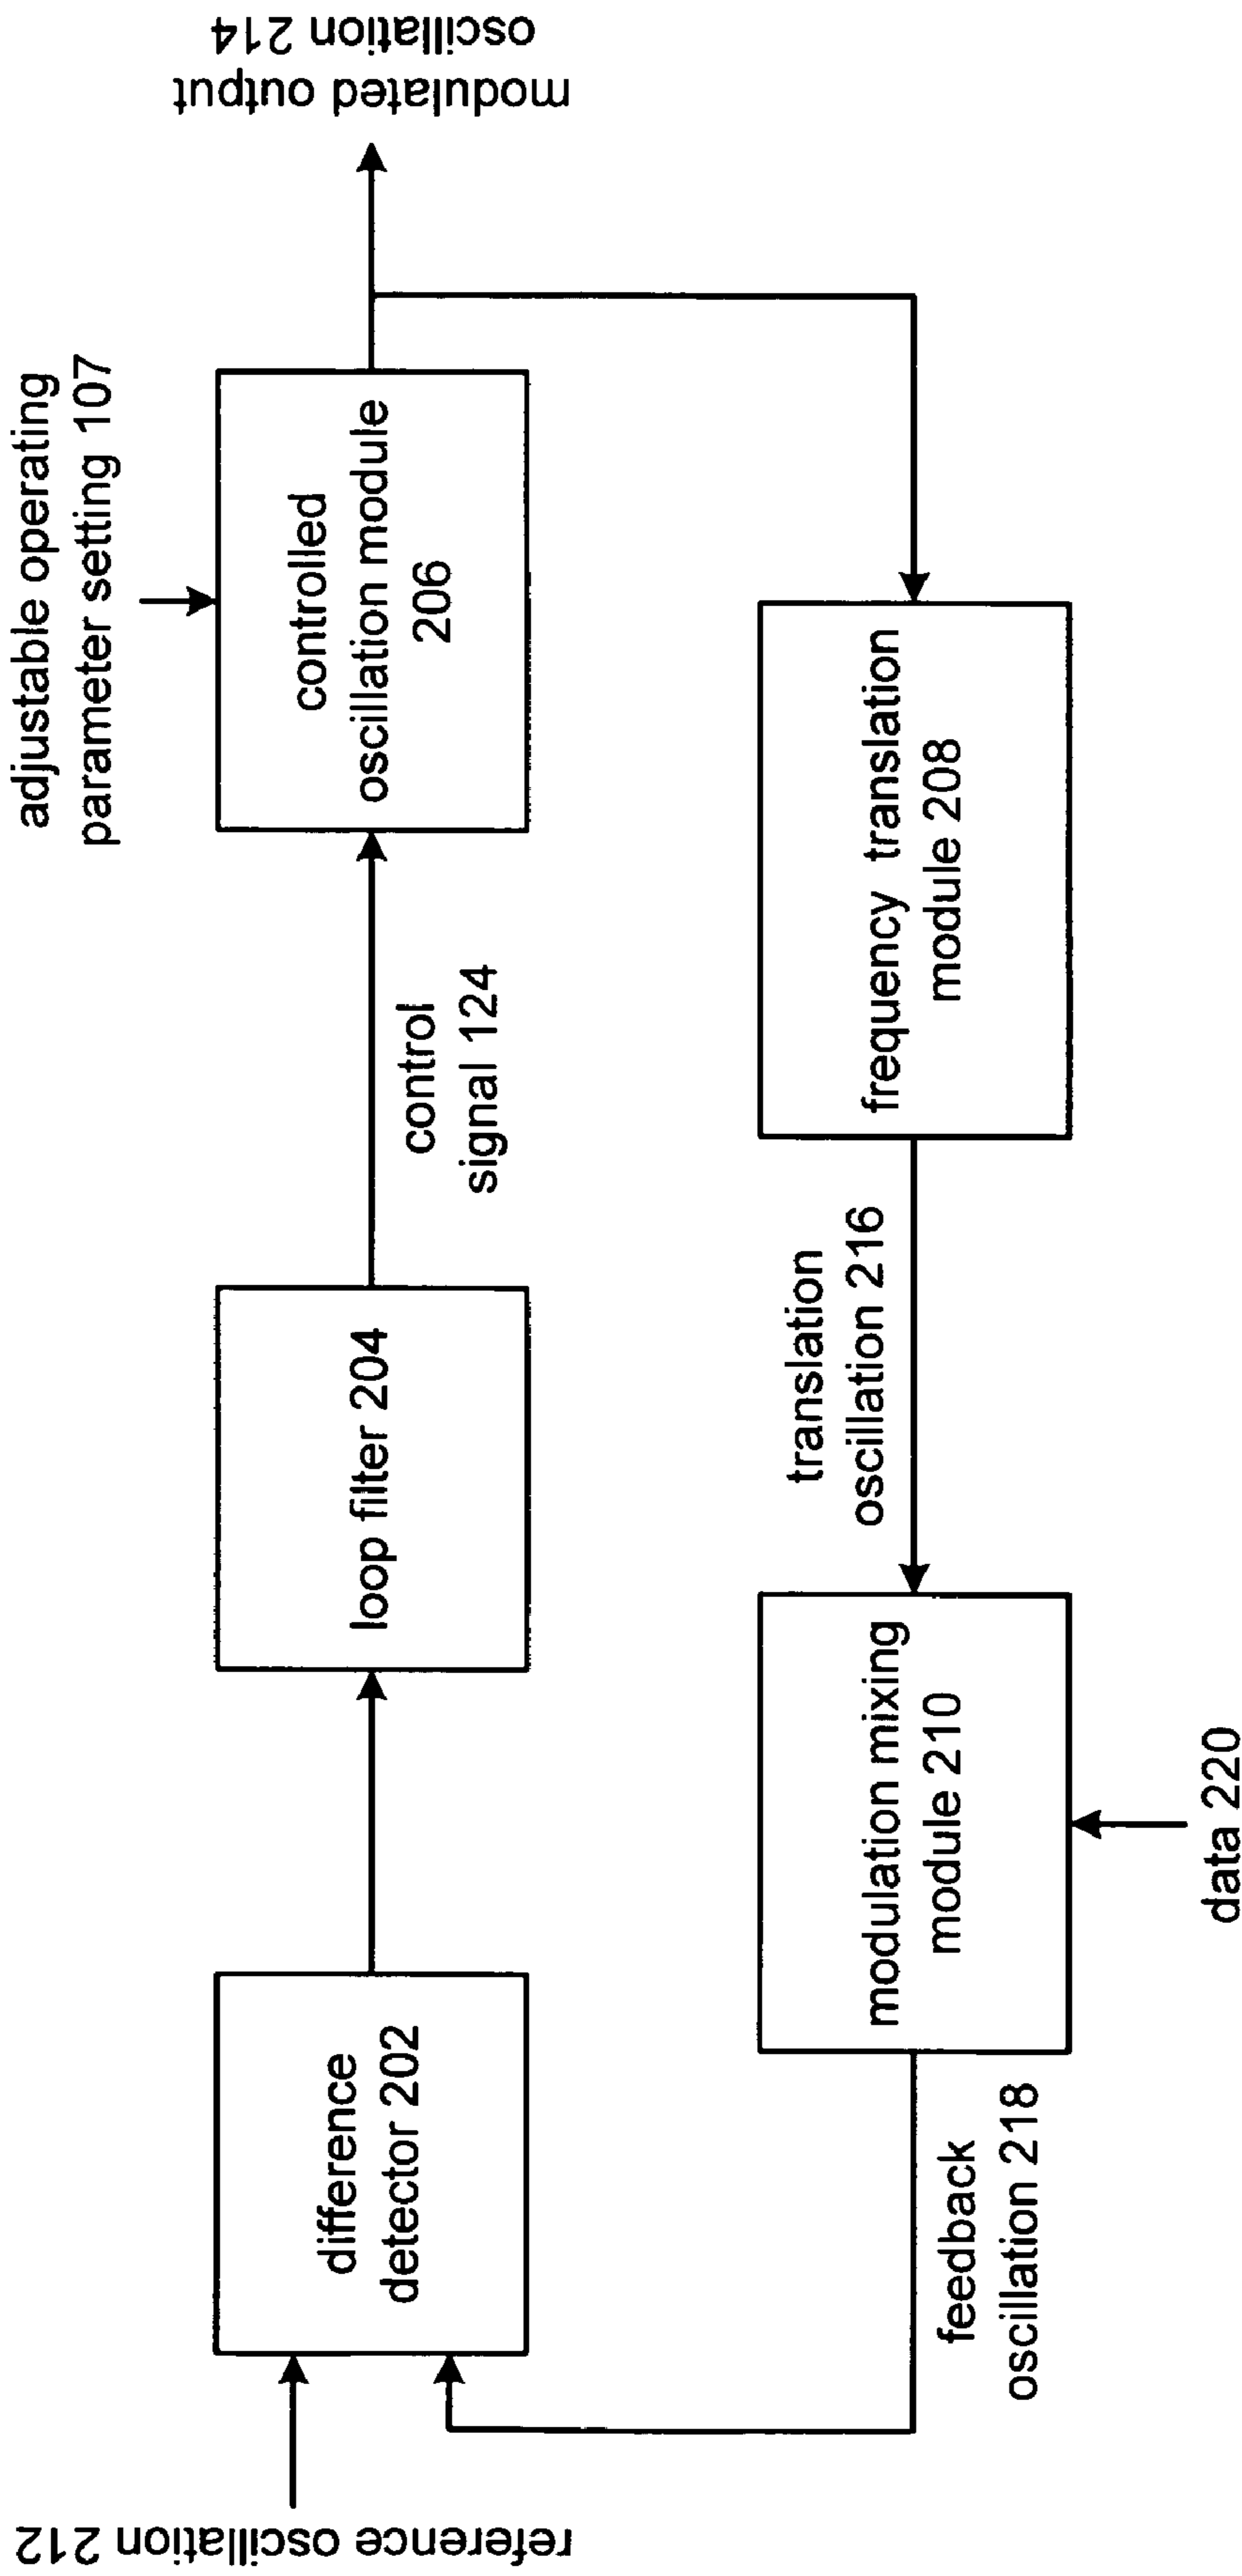 reference oscillation 212
difference
detector 202
loop filter 204
control
signal 124
adjustable operating
parameter setting 107
controlled
oscillation module
206
modulated output
oscillation 214
frequency translation
module 208
translation
oscillation 216
modulation mixing
module 210
data 220
feedback
oscillation 218